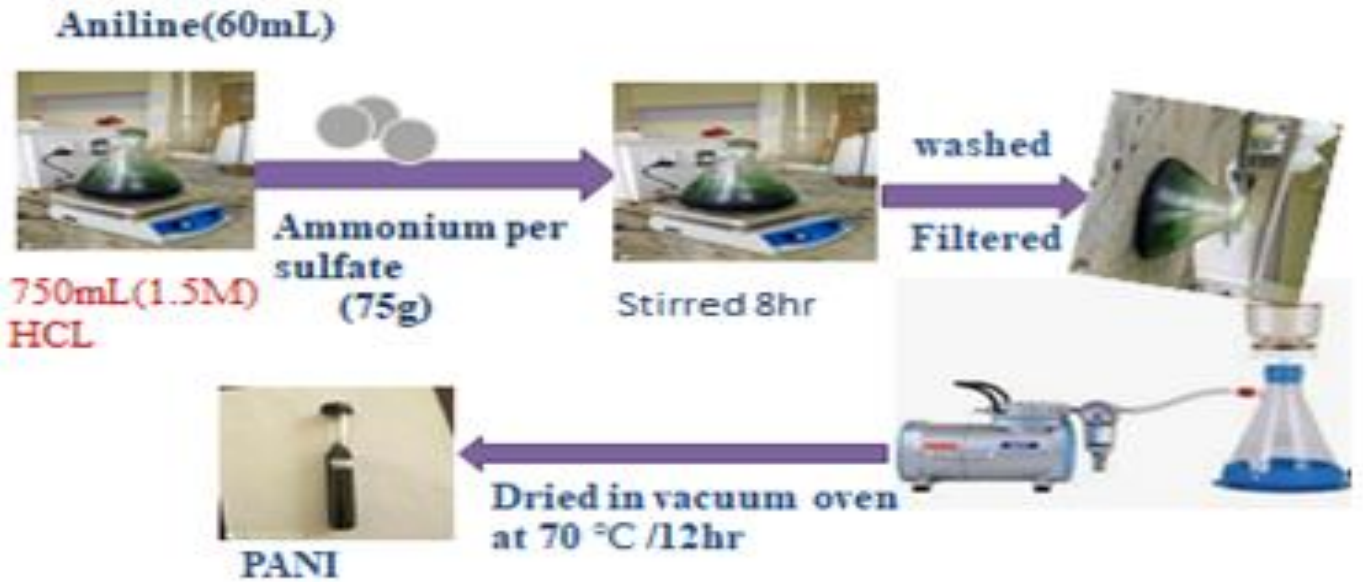 Aniline(60mL)
750mL(1.5M)
HCL
Ammonium per
sulfate
(75g)
Stirred 8hr
washed
Filtered
Dried in vacuum oven
at 70 °C /12hr
PANI